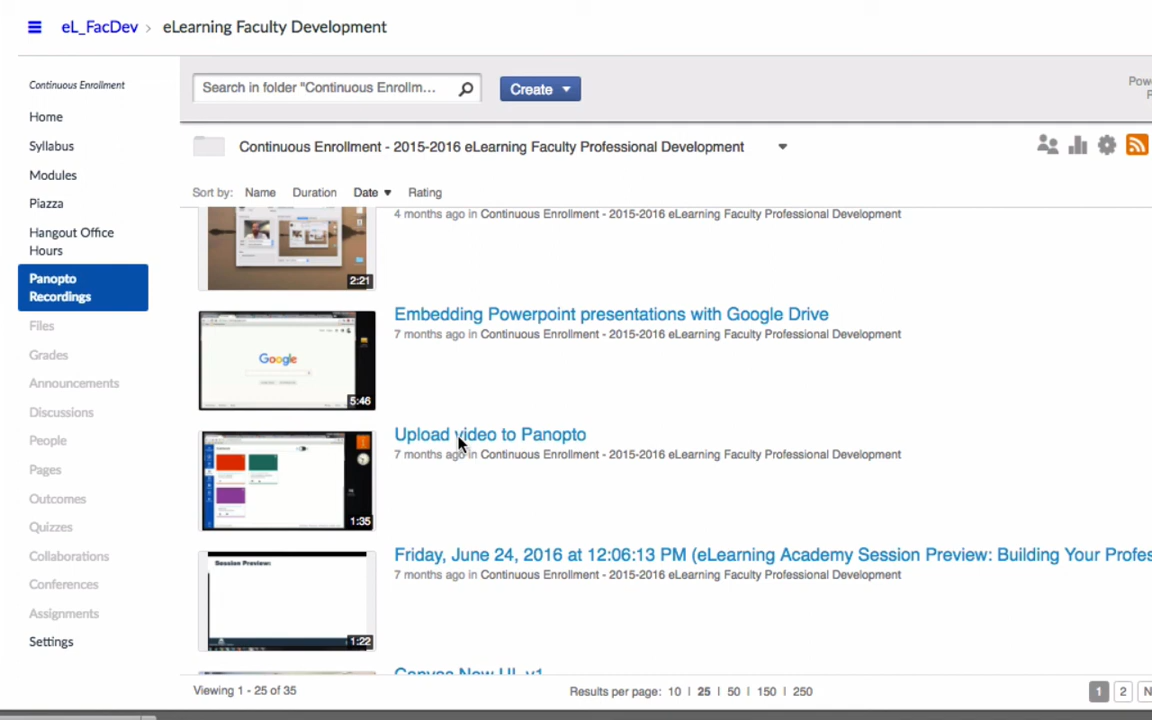 eL_FacDev › eLearning Faculty Development
Continuous Enrollment
Home
Syllabus
Modules
Piazza
Hangout Office
Hours
Panopto
Recordings
Files
Grades
Announcements
Discussions
People
Pages
Outcomes
Quizzes
Collaborations
Conferences
Assignments
Settings
Search in folder "Continuous Enrollm...
Create
Continuous Enrollment - 2015-2016 eLearning Faculty Professional Development
Sort by: Name Duration Date Rating
4 months ago in Continuous Enrollment - 2015-2016 eLearning Faculty Professional Development
2:21
Embedding Powerpoint presentations with Google Drive
7 months ago in Continuous Enrollment - 2015-2016 eLearning Faculty Professional Development
Google
5:46
Upload video to Panopto
7 months ago in Continuous Enrollment - 2015-2016 eLearning Faculty Professional Development
1:35
Friday, June 24, 2016 at 12:06:13 PM (eLearning Academy Session Preview: Building Your Profes
7 months ago in Continuous Enrollment - 2015-2016 eLearning Faculty Professional Development
Session Preview:
1:22
Viewing 1 - 25 of 35
Results per page: 10 | 25 | 50 | 150 | 250
1 2 N